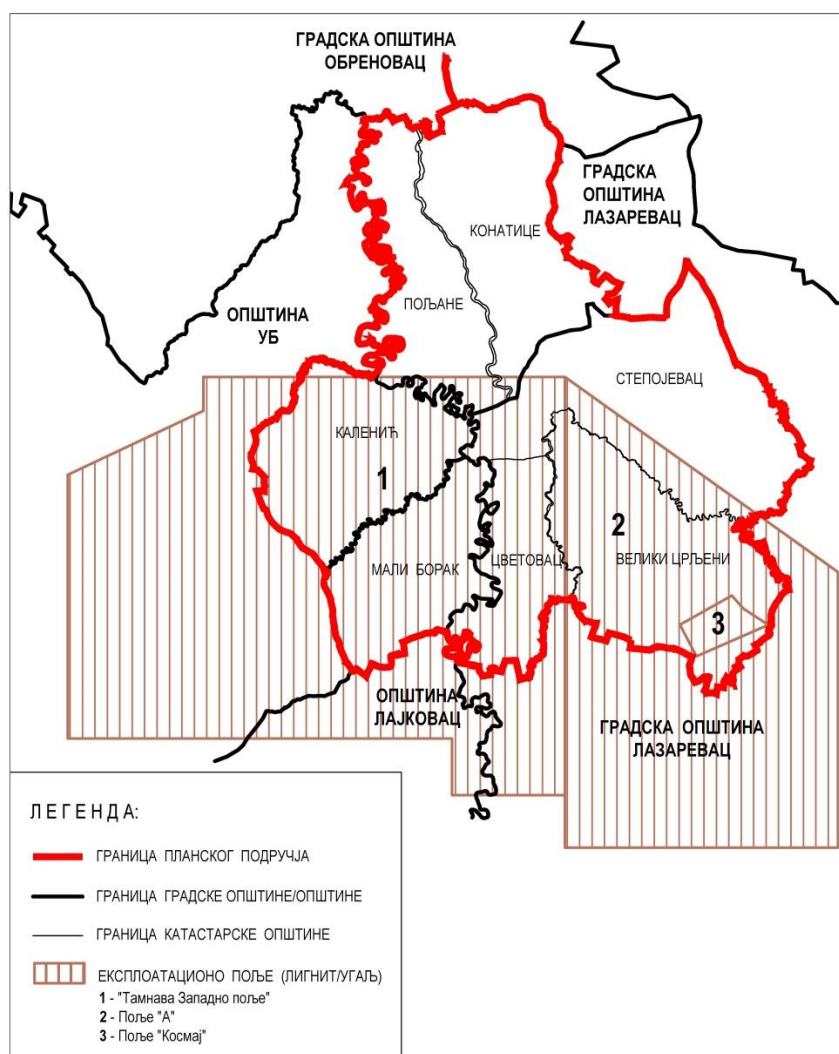 ГРАДСКА ОПШТИНА
ОБРЕНОВАЦ
ГРАДСКА
ОПШТИНА
ЛАЗАРЕВАЦ
КОНАТИЦЕ
ПОЉАНЕ
ОПШТИНА
УБ
СТЕПОЈЕВАЦ
КАЛЕНИЋ
1
2
МАЛИ БОРАК
ЦВЕТОВАЦ
ВЕЛИКИ ЦРЉЕНИ
3
ОПШТИНА
ЛАЈКОВАЦ
ГРАДСКА ОПШТИНА
ЛАЗАРЕВАЦ
ЛЕГЕНДА:
ГРАНИЦА ПЛАНСКОГ ПОДРУЧЈА
ГРАНИЦА ГРАДСКЕ ОПШТИНЕ/ОПШТИНЕ
ГРАНИЦА КАТАСТАРСКЕ ОПШТИНЕ
ЕКСПЛОАТАЦИОНО ПОЉЕ (ЛИГНИТ/УГАЉ)
1 - "Тамнава Западно поље"
2 - Поље "А"
3 - Поље "Космај"